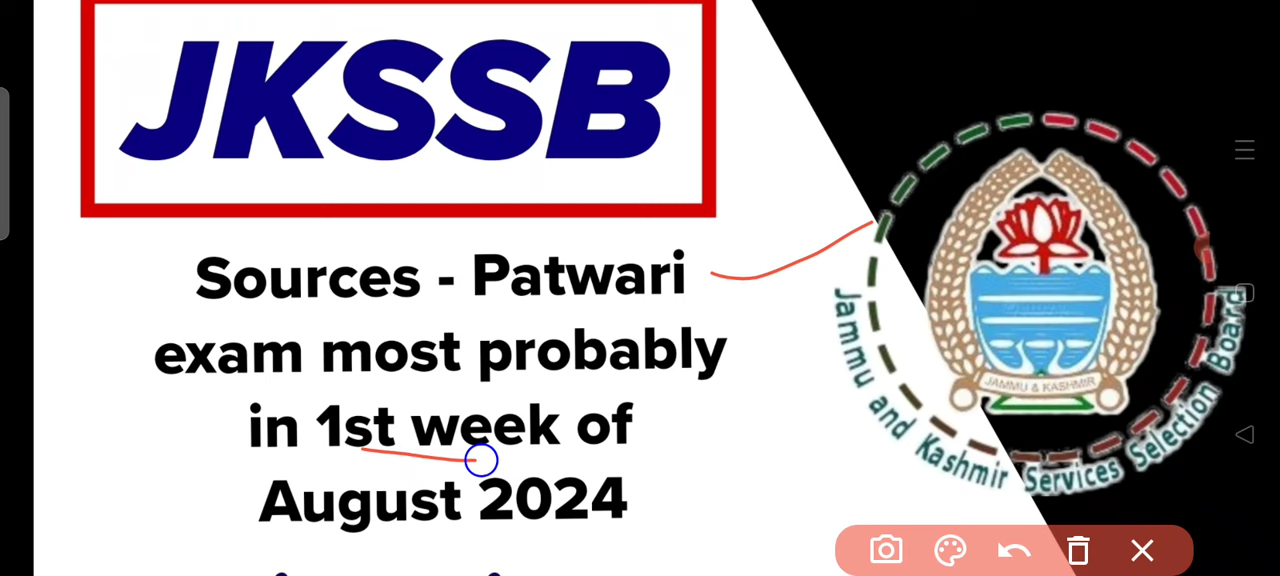 JKSSB
Sources - Patwari
exam most probably
in 1st week of
August 2024
JAMMU & KASHMIR
Jammu and Kashmir Services Selection Board